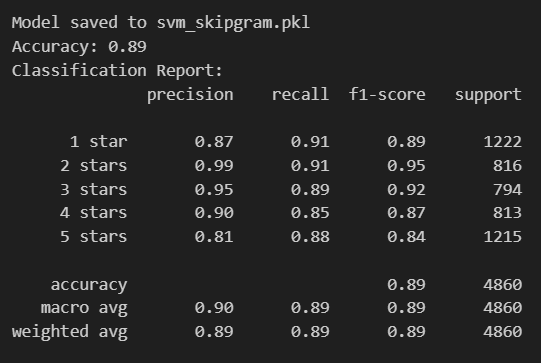 Model saved to svm_skipgram.pkl
Accuracy: 0.89
Classification Report:
precision recall f1-score support
1 star 0.87 0.91 0.89 1222
2 stars 0.99 0.91 0.95 816
3 stars 0.95 0.89 0.92 794
4 stars 0.90 0.85 0.87 813
5 stars 0.81 0.88 0.84 1215
accuracy 0.89 4860
macro avg 0.90 0.89 0.89 4860
weighted avg 0.89 0.89 0.89 4860